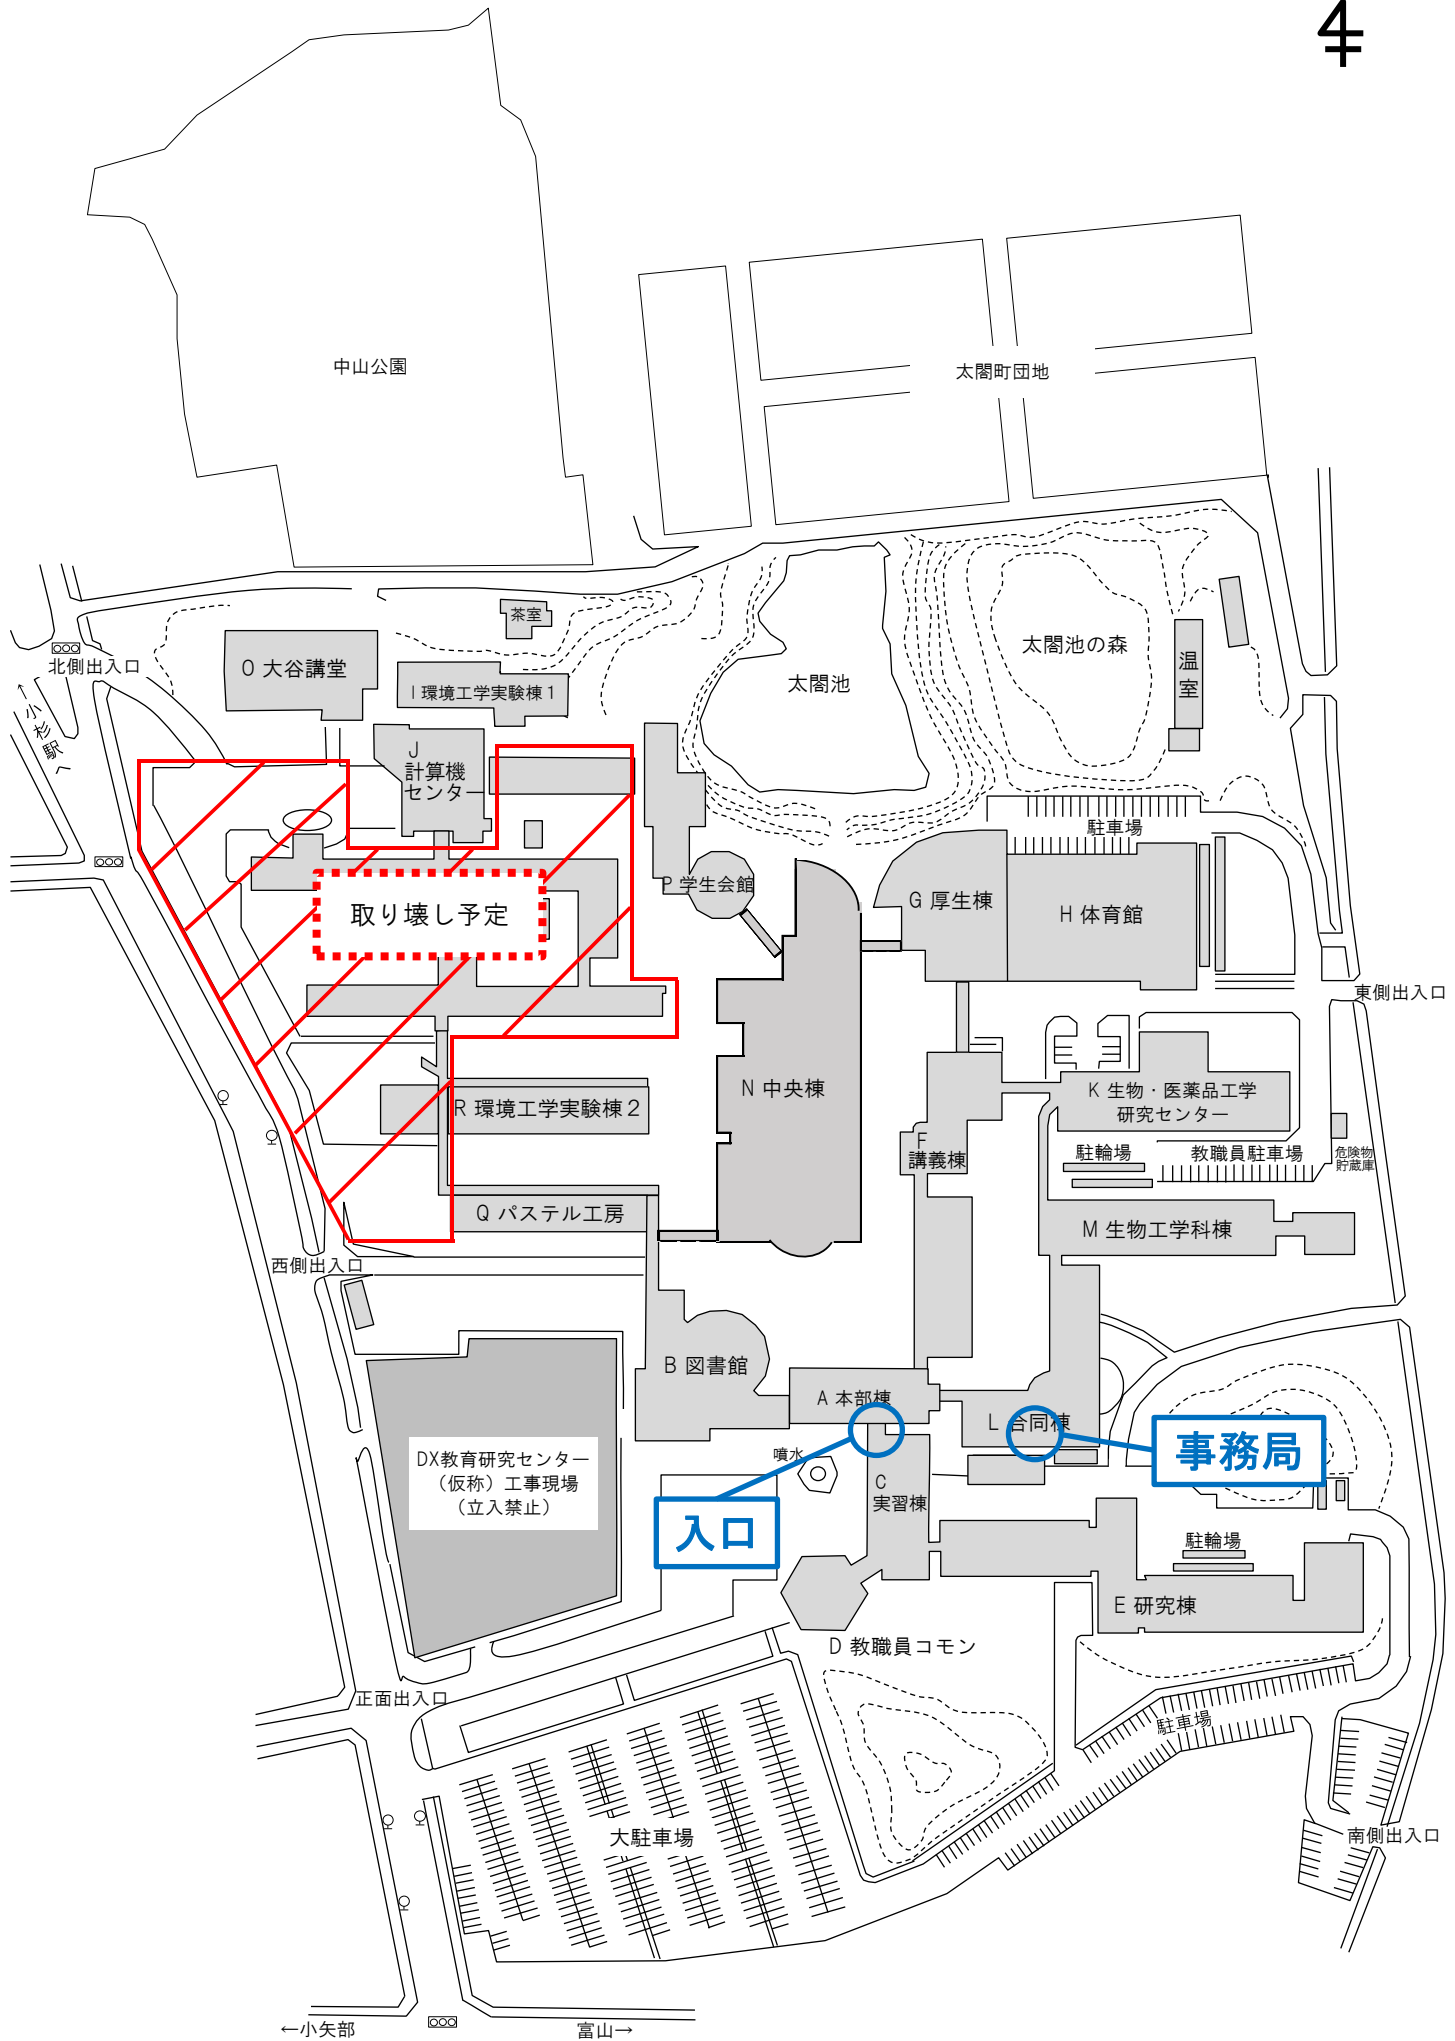 中山公園
太閤町団地
茶室
O 大谷講堂
北側出入口
←小杉駅へ
I 環境工学実験棟1
太閤池
太閤池の森
温室
J
計算機
センター
駐車場
P 学生会館
G 厚生棟
H 体育館
取り壊し予定
東側出入口
N 中央棟
K 生物・医薬品工学
研究センター
R 環境工学実験棟2
F
講義棟
駐輪場
教職員駐車場
危険物
貯蔵庫
Q パステル工房
M 生物工学科棟
西側出入口
B 図書館
A 本部棟
L 合同棟
事務局
噴水
DX教育研究センター
（仮称）工事現場
（立入禁止）
C
実習棟
入口
駐輪場
E 研究棟
D 教職員コモン
正面出入口
駐車場
大駐車場
南側出入口
←小矢部
富山→